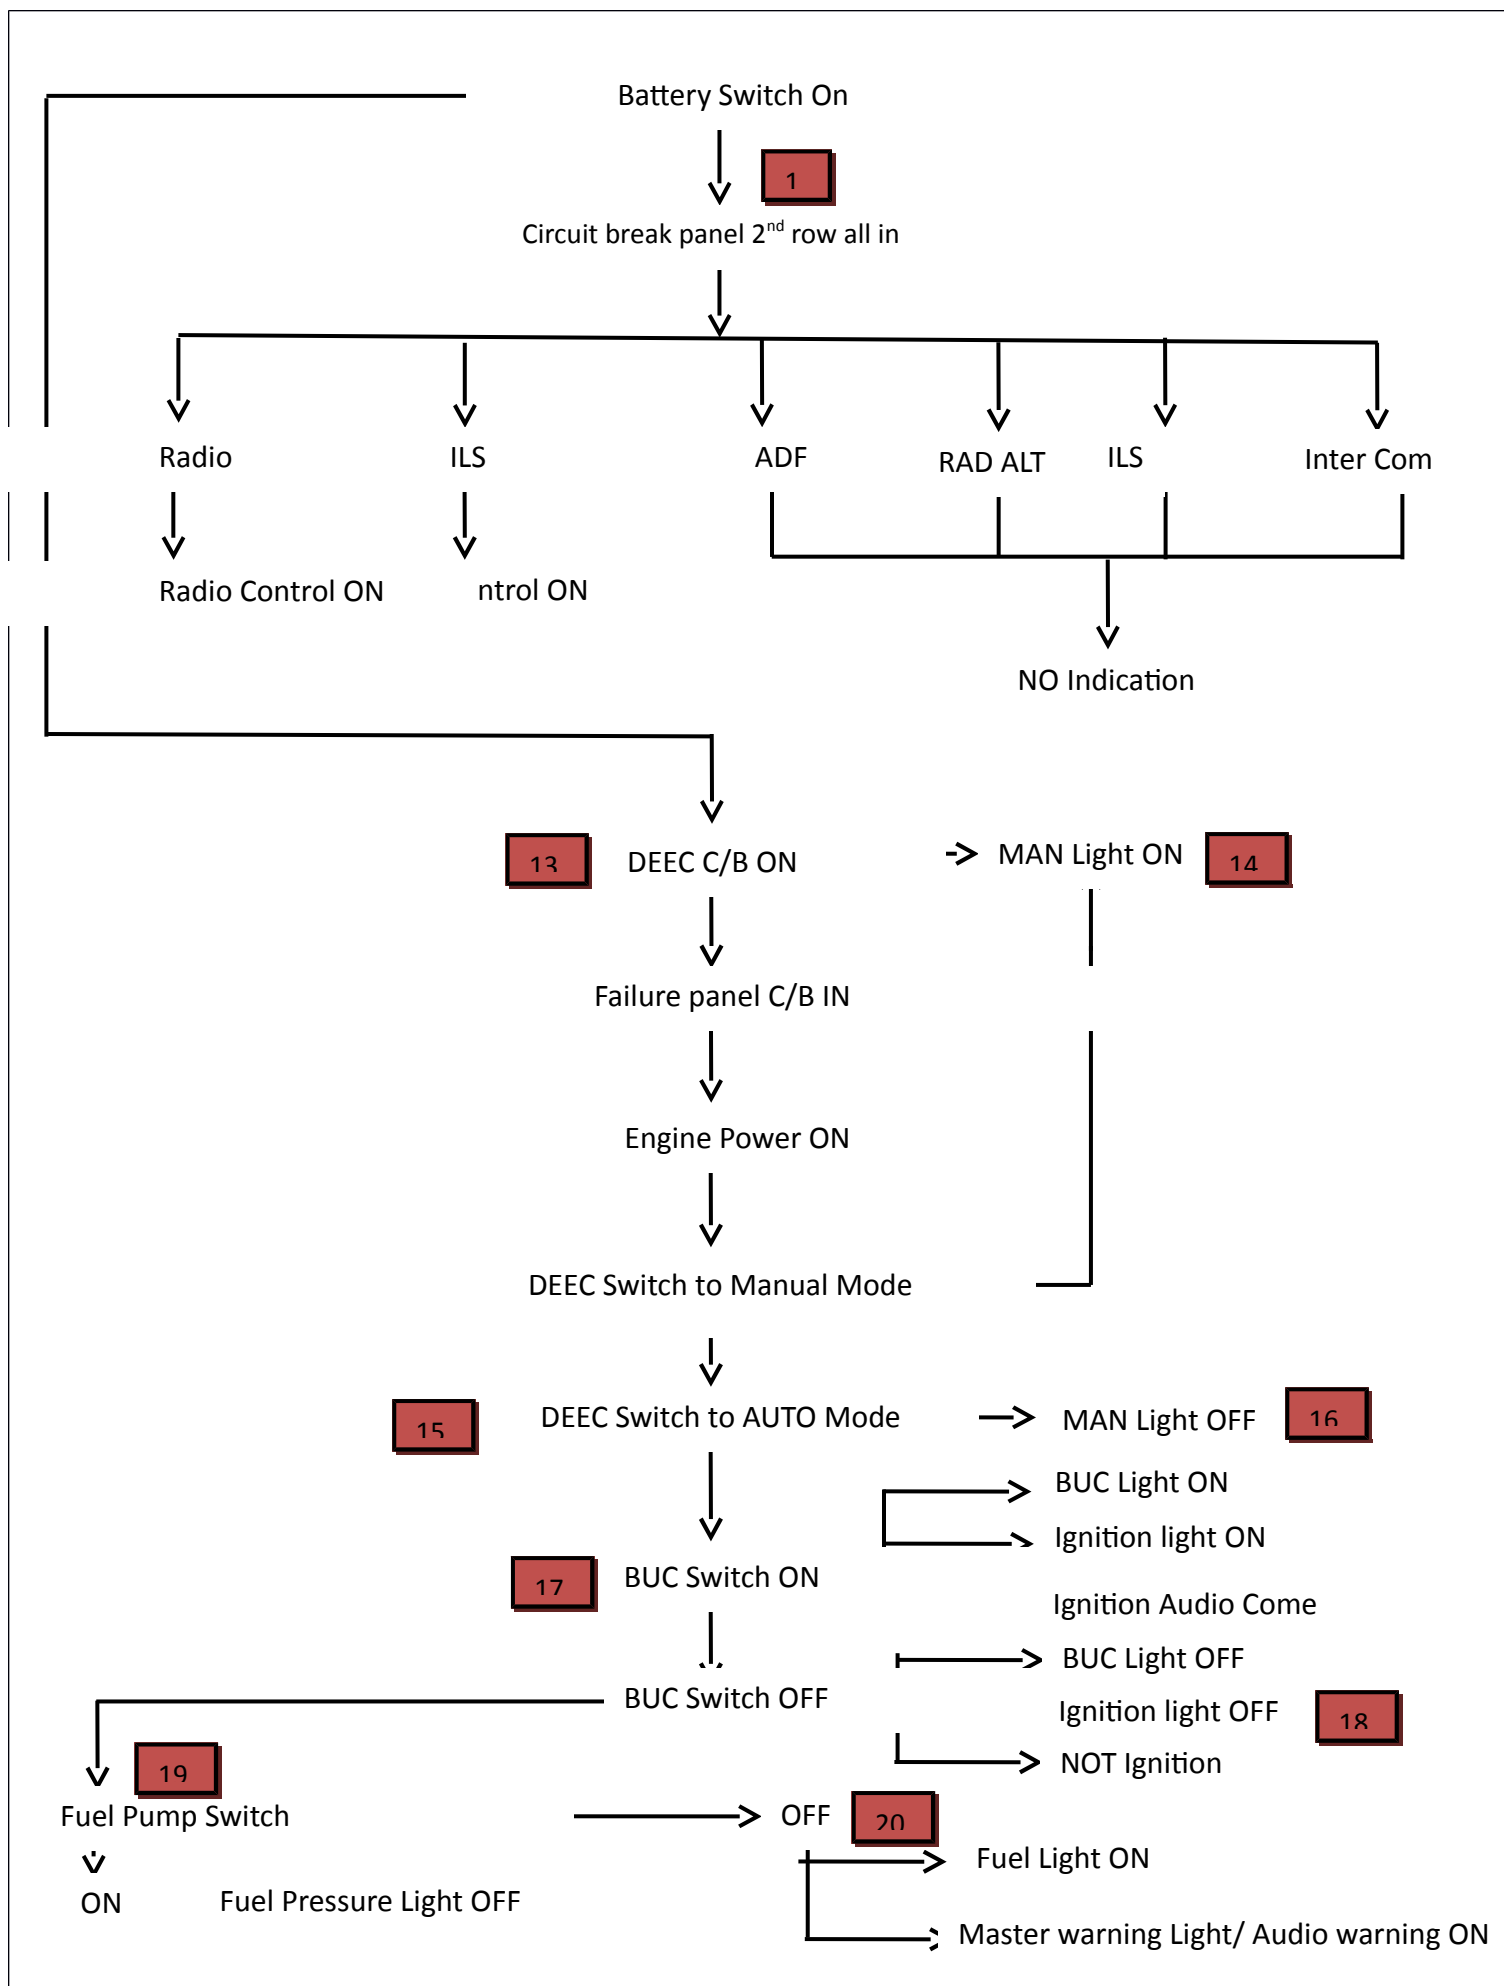 Battery Switch On
1
Circuit break panel 2nd row all in
Radio
ILS
ADF
RAD ALT
ILS
Inter Com
Radio Control ON
ntrol ON
NO Indication
13
DEEC C/B ON
MAN Light ON
14
Failure panel C/B IN
Engine Power ON
DEEC Switch to Manual Mode
15
DEEC Switch to AUTO Mode
MAN Light OFF
16
BUC Light ON
Ignition light ON
17
BUC Switch ON
Ignition Audio Come
BUC Light OFF
BUC Switch OFF
Ignition light OFF
18
NOT Ignition
19
Fuel Pump Switch
OFF
20
Fuel Light ON
ON
Fuel Pressure Light OFF
Master warning Light/ Audio warning ON